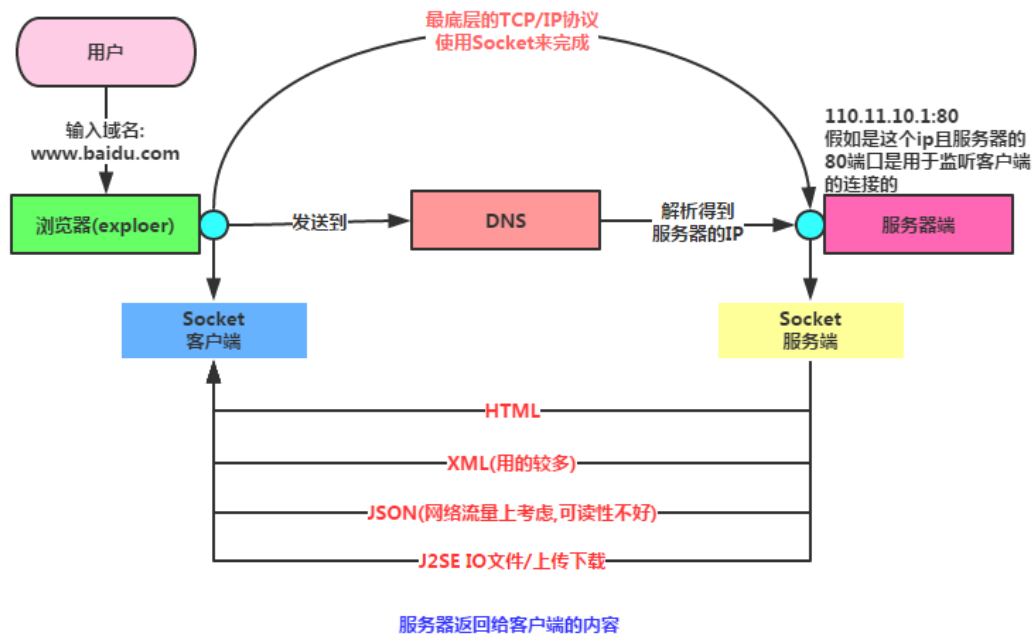 最底层的TCP/IP协议
使用Socket来完成
用户
输入域名:
www.baidu.com
110.11.10.1:80
假如是这个ip且服务器的
80端口是用于监听客户端
的连接的
浏览器(exploer)
发送到
DNS
解析得到
服务器的IP
服务器端
Socket
客户端
Socket
服务端
HTML
XML(用的较多)
JSON(网络流量上考虑,可读性不好)
J2SE IO文件/上传下载
服务器返回给客户端的内容